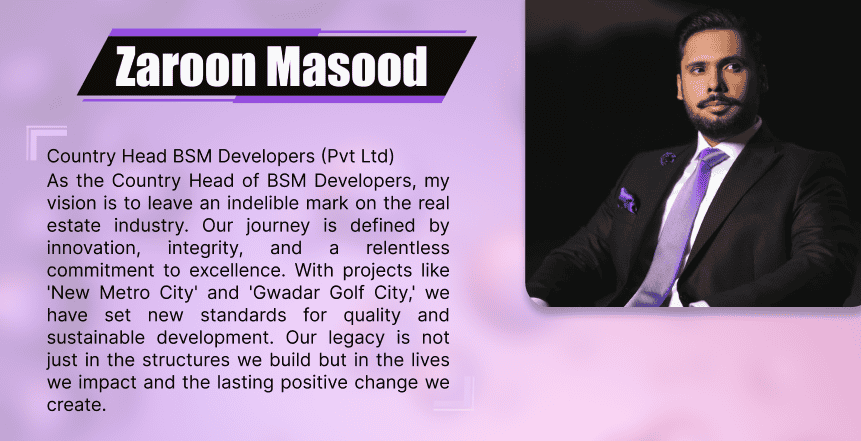 Zaroon Masood
Country Head BSM Developers (Pvt Ltd)
As the Country Head of BSM Developers, my
vision is to leave an indelible mark on the real
estate industry. Our journey is defined by
innovation, integrity, and a relentless
commitment to excellence. With projects like
'New Metro City' and 'Gwadar Golf City,' we
have set new standards for quality and
sustainable development. Our legacy is not
just in the structures we build but in the lives
we impact and the lasting positive change we
create.